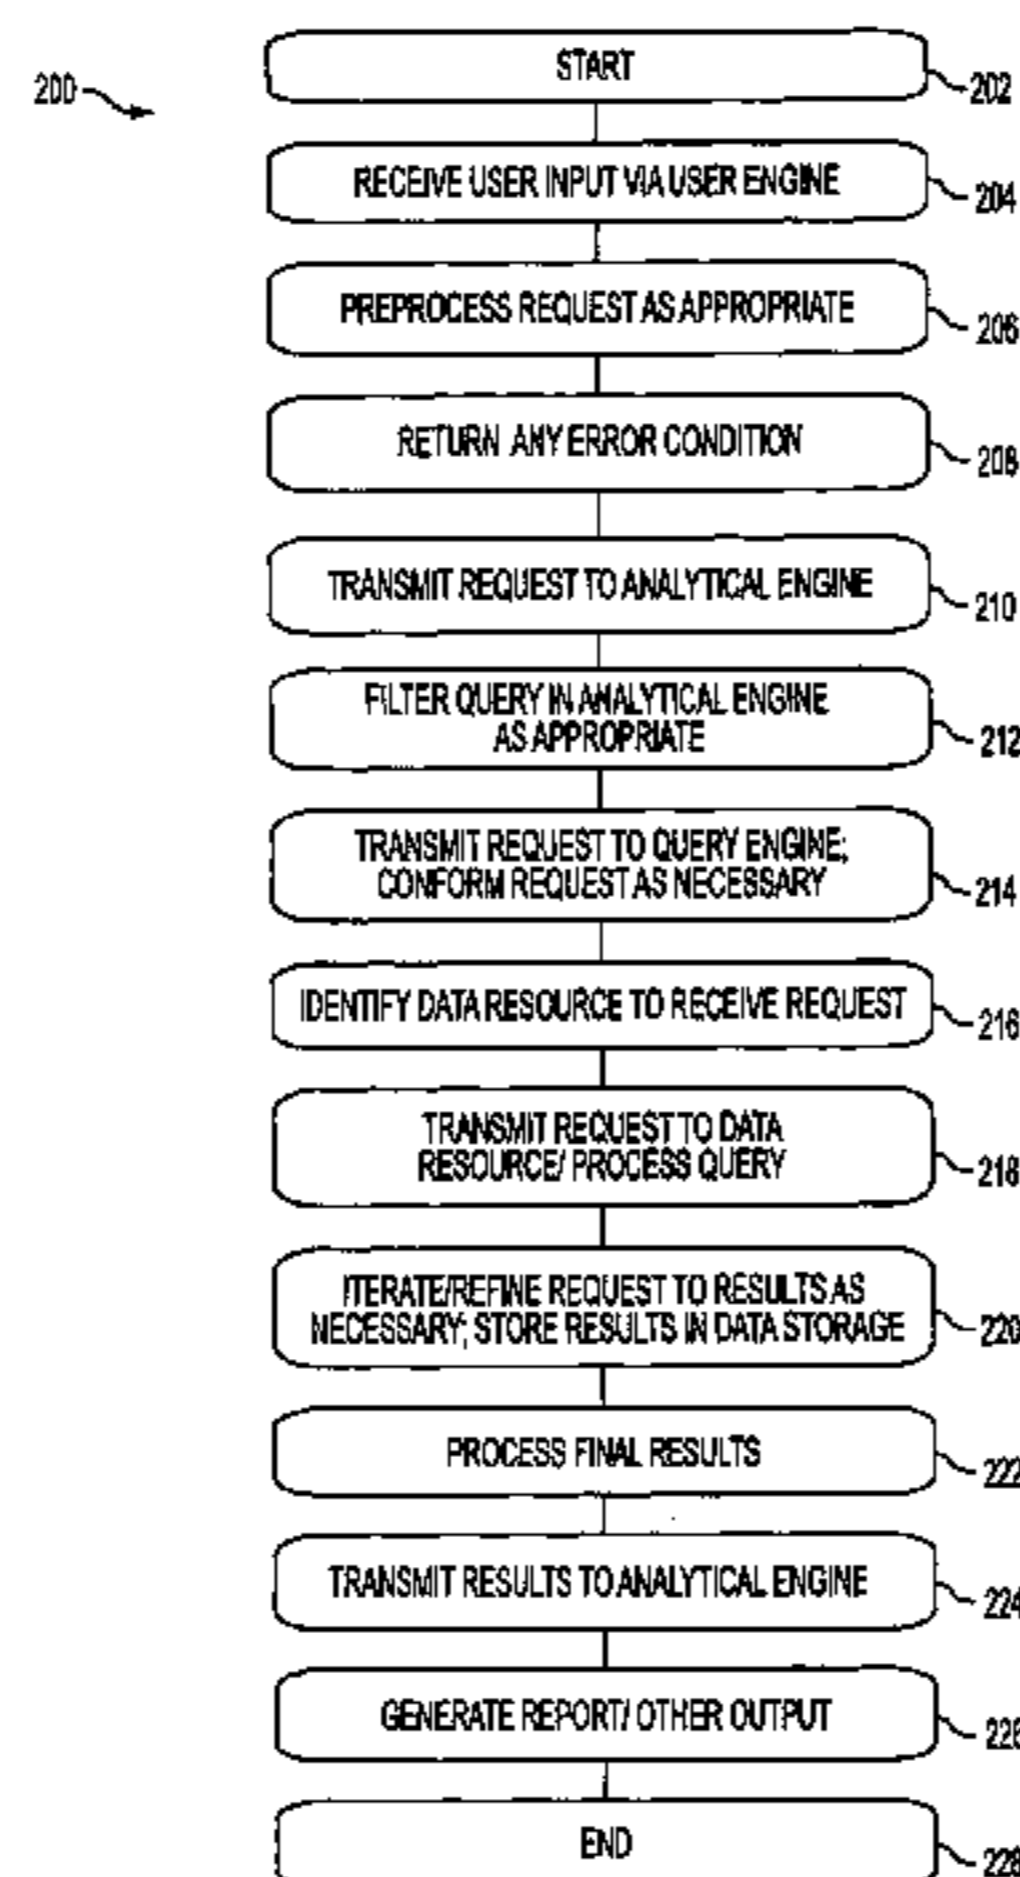 200
START
202
RECEIVE USER INPUT VIA USER ENGINE
204
PREPROCESS REQUEST AS APPROPRIATE
206
RETURN ANY ERROR CONDITION
208
TRANSMIT REQUEST TO ANALYTICAL ENGINE
210
FILTER QUERY IN ANALYTICAL ENGINE
AS APPROPRIATE
212
TRANSMIT REQUEST TO QUERY ENGINE;
CONFORM REQUEST AS NECESSARY
214
IDENTIFY DATA RESOURCE TO RECEIVE REQUEST
216
TRANSMIT REQUEST TO DATA
RESOURCE/ PROCESS QUERY
218
ITERATE/REFINE REQUEST TO RESULTS AS
NECESSARY; STORE RESULTS IN DATA STORAGE
220
PROCESS FINAL RESULTS
222
TRANSMIT RESULTS TO ANALYTICAL ENGINE
224
GENERATE REPORT/ OTHER OUTPUT
226
END
228